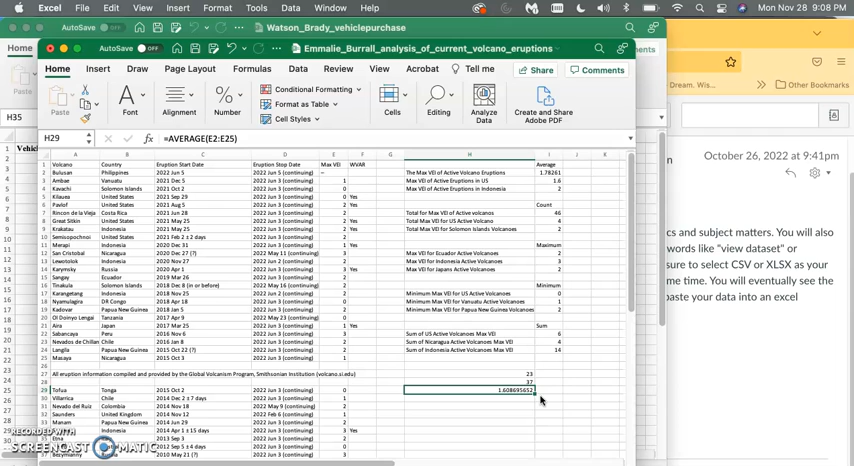 Excel File Edit View Insert Format Tools Data Window Help Mon Nov 28 9:08 PM
AutoSave OFF Watson_Brady_vehiclepurchase
Home
AutoSave OFF Emmalie_Burrall_analysis_of_current_volcano_eruptions
Home Insert Draw Page Layout Formulas Data Review View Acrobat Tell me Share Comments
Paste Font Alignment Number Conditional Formatting Format as Table Cell Styles Cells Editing Analyze Data Create and Share Adobe PDF
H35
H29 fx =AVERAGE(E2:E25)
A B C D E F G H I J K
Volcano Country Eruption Start Date Eruption Stop Date Max VEI WVAR Average
Bulusan Philippines 2022 Jun 5 2022 Jun 5 (continuing) -- The Max VEI of Active Volcano Eruptions 1.78261
Ambae Vanuatu 2021 Dec 5 2022 Jun 3 (continuing) 1 Max VEI of Active Eruptions in US 1.6
Kavachi Solomon Islands 2021 Oct 2 2022 Jun 3 (continuing) 0 Max VEI of Active Eruptions in Indonesia 2
Kilauea United States 2021 Sep 29 2022 Jun 3 (continuing) 0 Yes
Pavlof United States 2021 Aug 5 2022 Jun 3 (continuing) 2 Yes Count
Rincon de la Vieja Costa Rica 2021 Jun 28 2022 Jun 3 (continuing) 2 Total for Max VEI of Active volcanos 46
Great Sitkin United States 2021 May 25 2022 Jun 3 (continuing) 2 Yes Total Max VEI for US Active Volcano 4
Krakatau Indonesia 2021 May 25 2022 Jun 3 (continuing) 2 Yes Total Max VEI for Solomon Islands Volcanoes 2
Semisopochnoi United States 2021 Feb 2 ± 2 days 2022 Jun 3 (continuing) 2
Merapi Indonesia 2020 Dec 31 2022 Jun 3 (continuing) 1 Yes Maximum
San Cristobal Nicaragua 2020 Dec 27 (?) 2022 May 11 (continuing) 3 Max VEI for Ecuador Active Volcanoes 2
Lewotolok Indonesia 2020 Nov 27 2022 Jun 3 (continuing) 2 Max VEI for Indonesia Active Volcanoes 3
Karymsky Russia 2020 Apr 1 2022 Jun 3 (continuing) 3 Yes Max VEI for Japans Active Volcanoes 2
Sangay Ecuador 2019 Mar 26 2022 Jun 3 (continuing) 2
Tinakula Solomon Islands 2018 Dec 8 (in or before) 2022 May 16 (continuing) 2 Minimum
Karangetang Indonesia 2018 Nov 25 2022 Jun 2 (continuing) 2 Minimum Max VEI for US Active Volcanoes 0
Nyamulagira DR Congo 2018 Apr 18 2022 Jun 3 (continuing) 0 Minimum Max VEI for Vanuatu Active Volcanoes 1
Kadovar Papua New Guinea 2018 Jan 5 2022 Jun 3 (continuing) 2 Minimum Max VEI for Papua New Guinea Volcanoes 2
Ol Doinyo Lengai Tanzania 2017 Apr 9 2022 May 23 (continuing) 0
Aira Japan 2017 Mar 25 2022 Jun 3 (continuing) 1 Yes Sum
Sabancaya Peru 2016 Nov 6 2022 Jun 3 (continuing) 3 Sum of US Active Volcanoes Max VEI 6
Nevados de Chillan Chile 2016 Jan 8 2022 Jun 3 (continuing) 2 Sum of Nicaragua Active Volcanoes Max VEI 4
Langila Papua New Guinea 2015 Oct 22 (?) 2022 Jun 3 (continuing) 2 Sum of Indonesia Active Volcanoes Max VEI 14
Masaya Nicaragua 2015 Oct 3 2022 Jun 3 (continuing) 1
All eruption information compiled and provided by the Global Volcanism Program, Smithsonian Institution (volcano.si.edu) 23
37
Tofua Tonga 2015 Oct 2 2022 Jun 3 (continuing) 0 1.608695652
Villarrica Chile 2014 Dec 2 ± 7 days 2022 Jun 3 (continuing) 1
Nevado del Ruiz Colombia 2014 Nov 18 2022 May 9 (continuing) 2
Saunders United Kingdom 2014 Nov 12 2022 Feb 6 (continuing) 1
Manam Papua New Guinea 2014 Jun 29 2022 Jun 3 (continuing)
Indonesia 2014 Apr 1 ± 15 days 2022 Jun 3 (continuing) 3 Yes
Etna 2013 Sep 3 2022 Jun 3 (continuing)
2012 Sep 5 ± 4 days 2022 Jun 3 (continuing)
Bezymianny 2010 May 21 (?) 2022 Jun 3 (continuing) 3
RECORDED WITH
SCREENCAST MATIC
Dream. Wis... Other Bookmarks
October 26, 2022 at 9:41pm
cs and subject matters. You will also
words like "view dataset" or
sure to select CSV or XLSX as your
me time. You will eventually see the
paste your data into an excel